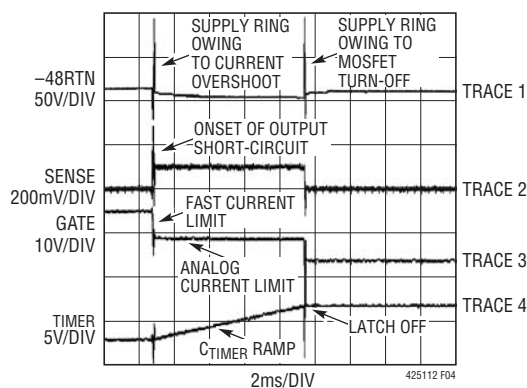 SUPPLY RING
OWING
TO CURRENT
OVERSHOOT
SUPPLY RING
OWING TO
MOSFET
TURN-OFF
–48RTN
50V/DIV
TRACE 1
ONSET OF OUTPUT
SHORT-CIRCUIT
SENSE
200mV/DIV
TRACE 2
GATE
10V/DIV
FAST CURRENT
LIMIT
ANALOG
CURRENT LIMIT
TRACE 3
TRACE 4
LATCH OFF
TIMER
5V/DIV
CTIMER RAMP
2ms/DIV
425112 F04